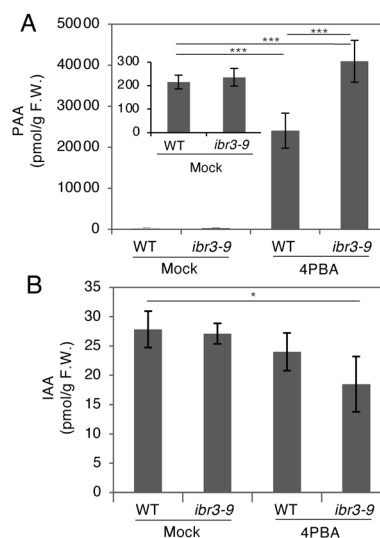 A
PAA
(pmol/g F.W.)
50000
40000
30000
20000
10000
0
***
***
***
300
200
100
0
WT
ibr3-9
Mock
WT
ibr3-9
WT
ibr3-9
Mock
4PBA
B
IAA
(pmol/g F.W.)
35
30
25
20
15
10
5
0
*
WT
ibr3-9
WT
ibr3-9
Mock
4PBA